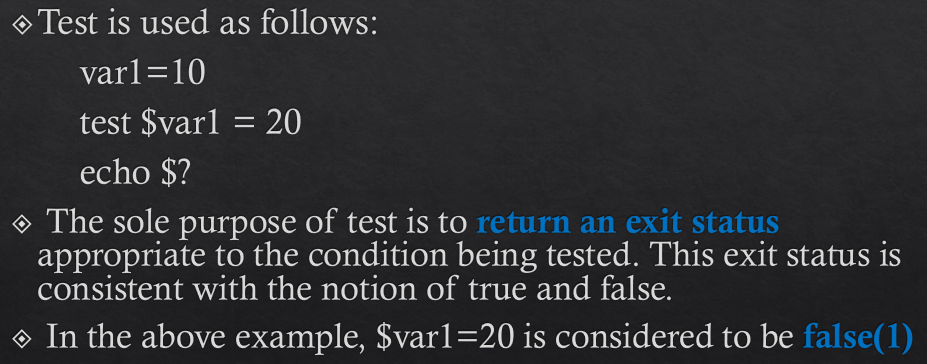 Test is used as follows:
var1=10
test $var1 = 20
echo $?
The sole purpose of test is to return an exit status
appropriate to the condition being tested. This exit status is
consistent with the notion of true and false.
In the above example, $var1=20 is considered to be false(1)